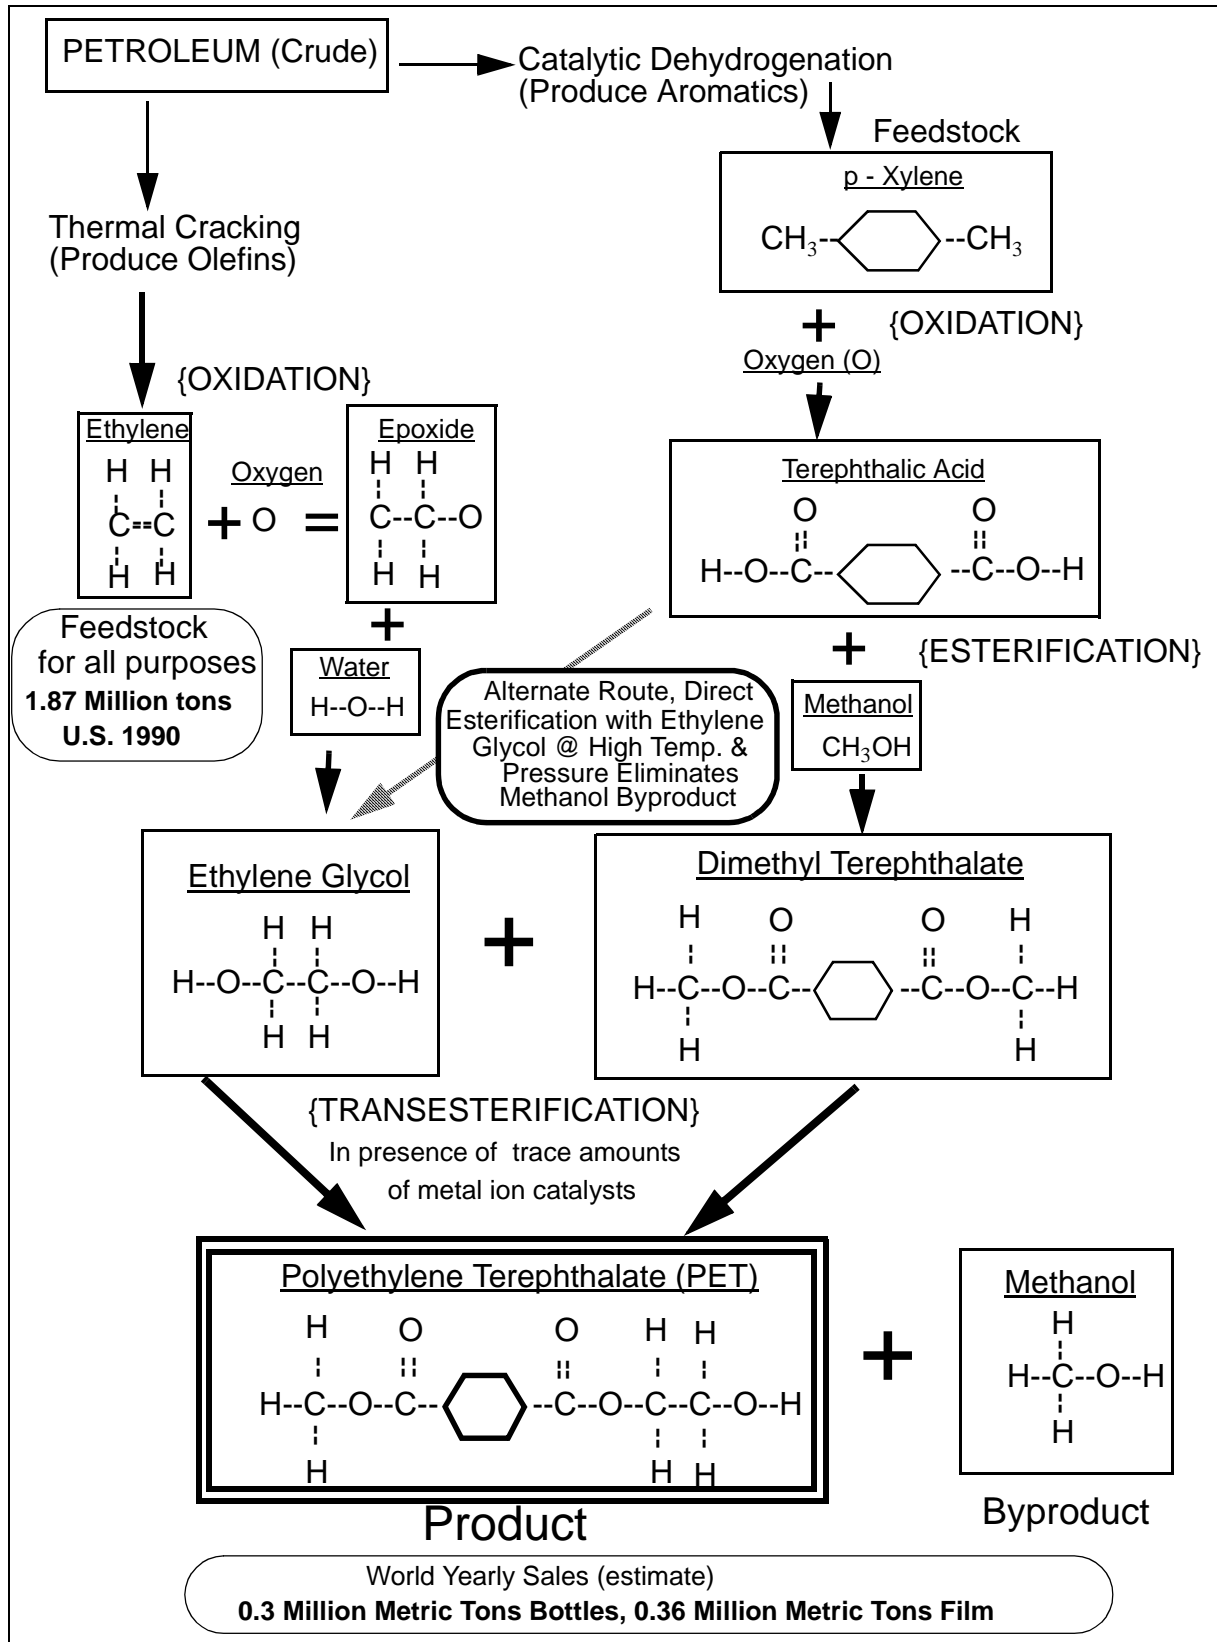 PETROLEUM (Crude)
Catalytic Dehydrogenation
(Produce Aromatics)
Feedstock
p - Xylene
CH₃--
--CH₃
Thermal Cracking
(Produce Olefins)
+
{OXIDATION}
Oxygen (O)
{OXIDATION}
Ethylene
H H
C==C
H H
Oxygen
+ O =
Epoxide
H H
C--C--O
H H
Terephthalic Acid
O O
H--O--C-- --C--O--H
Feedstock
for all purposes
1.87 Million tons
U.S. 1990
+
Water
H--O--H
+
{ESTERIFICATION}
Methanol
CH₃OH
Alternate Route, Direct
Esterification with Ethylene
Glycol @ High Temp. &
Pressure Eliminates
Methanol Byproduct
Ethylene Glycol
H H
H--O--C--C--O--H
H H
+
Dimethyl Terephthalate
H O O H
H--C--O--C-- --C--O--C--H
H H
{TRANSESTERIFICATION}
In presence of trace amounts
of metal ion catalysts
Polyethylene Terephthalate (PET)
H O O H H
H--C--O--C-- --C--O--C--C--O--H
H H H
Product
+
Methanol
H
H--C--O--H
H
Byproduct
World Yearly Sales (estimate)
0.3 Million Metric Tons Bottles, 0.36 Million Metric Tons Film